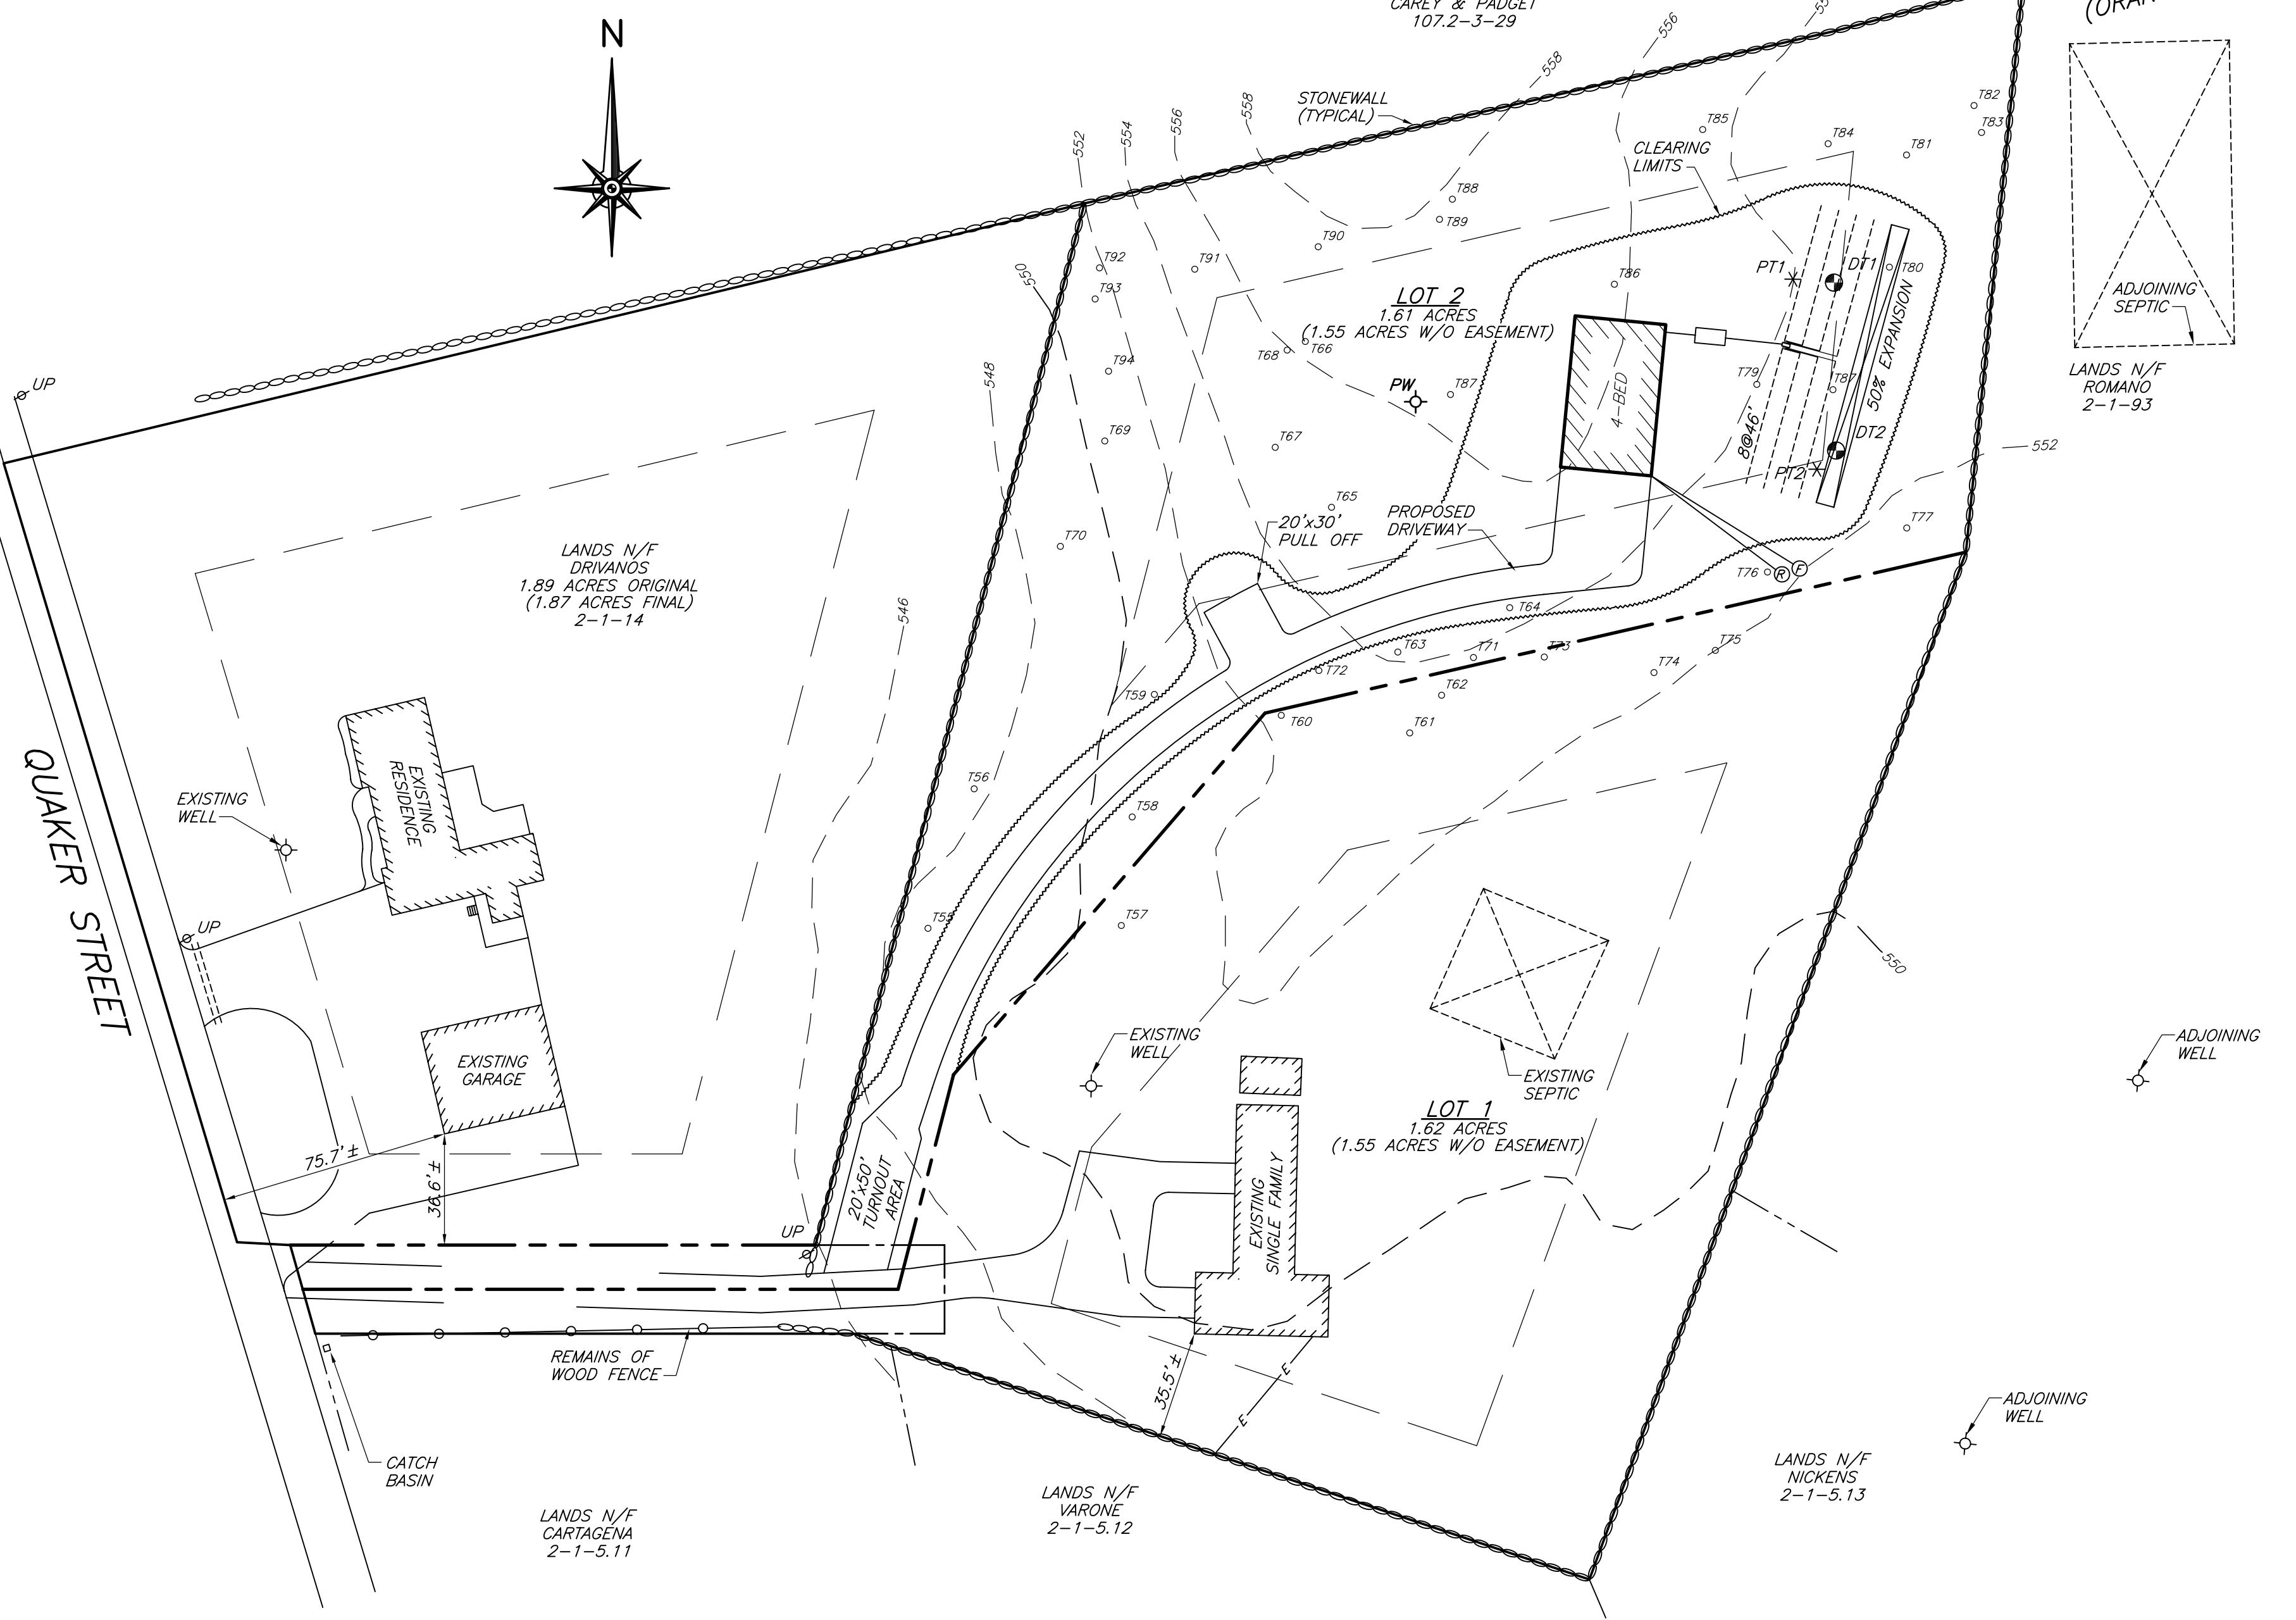 CAREY & PADGET
107.2-3-29
N
556
558
STONEWALL
(TYPICAL)
558
556
554
552
T85
T84
T82
T83
T81
CLEARING
LIMITS
T88
T89
T90
T91
T92
T93
T94
550
548
546
UP
LOT 2
1.61 ACRES
(1.55 ACRES W/O EASEMENT)
T86
PT1
DT1
T80
50% EXPANSION
ADJOINING
SEPTIC
LANDS N/F
ROMANO
2-1-93
T68
T66
PW
T87
4-BED
T79
T87
8@46'
DT2
PT2
552
T69
T67
T65
T70
20'x30'
PULL OFF
PROPOSED
DRIVEWAY
T77
T76
R
F
LANDS N/F
DRIVANOS
1.89 ACRES ORIGINAL
(1.87 ACRES FINAL)
2-1-14
T64
T63
T71
T73
T75
T74
T72
T62
T59
T60
T61
QUAKER STREET
EXISTING
WELL
EXISTING
RESIDENCE
T56
T58
T55
T57
UP
550
EXISTING
GARAGE
EXISTING
WELL
EXISTING
SEPTIC
ADJOINING
WELL
LOT 1
1.62 ACRES
(1.55 ACRES W/O EASEMENT)
75.7'±
36.6'±
20'x50'
TURNOUT
AREA
UP
EXISTING
SINGLE FAMILY
REMAINS OF
WOOD FENCE
35.5'±
E
E
ADJOINING
WELL
CATCH
BASIN
LANDS N/F
NICKENS
2-1-5.13
LANDS N/F
CARTAGENA
2-1-5.11
LANDS N/F
VARONE
2-1-5.12